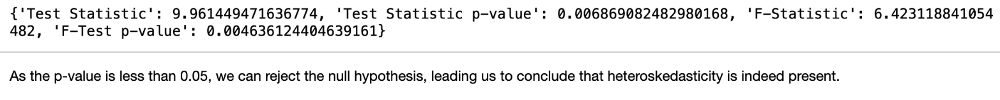 {'Test Statistic': 9.961449471636774, 'Test Statistic p-value': 0.006869082482980168, 'F-Statistic': 6.423118841054
482, 'F-Test p-value': 0.004636124404639161}
As the p-value is less than 0.05, we can reject the null hypothesis, leading us to conclude that heteroskedasticity is indeed present.